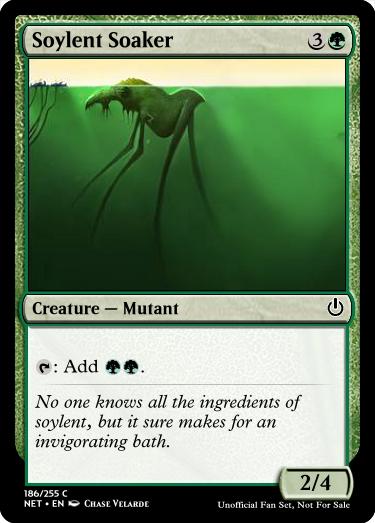 Soylent Soaker 3
Creature — Mutant
: Add .
No one knows all the ingredients of
soylent, but it sure makes for an
invigorating bath.
2/4
186/255 C
NET • EN Chase Velarde
Unofficial Fan Set, Not For Sale